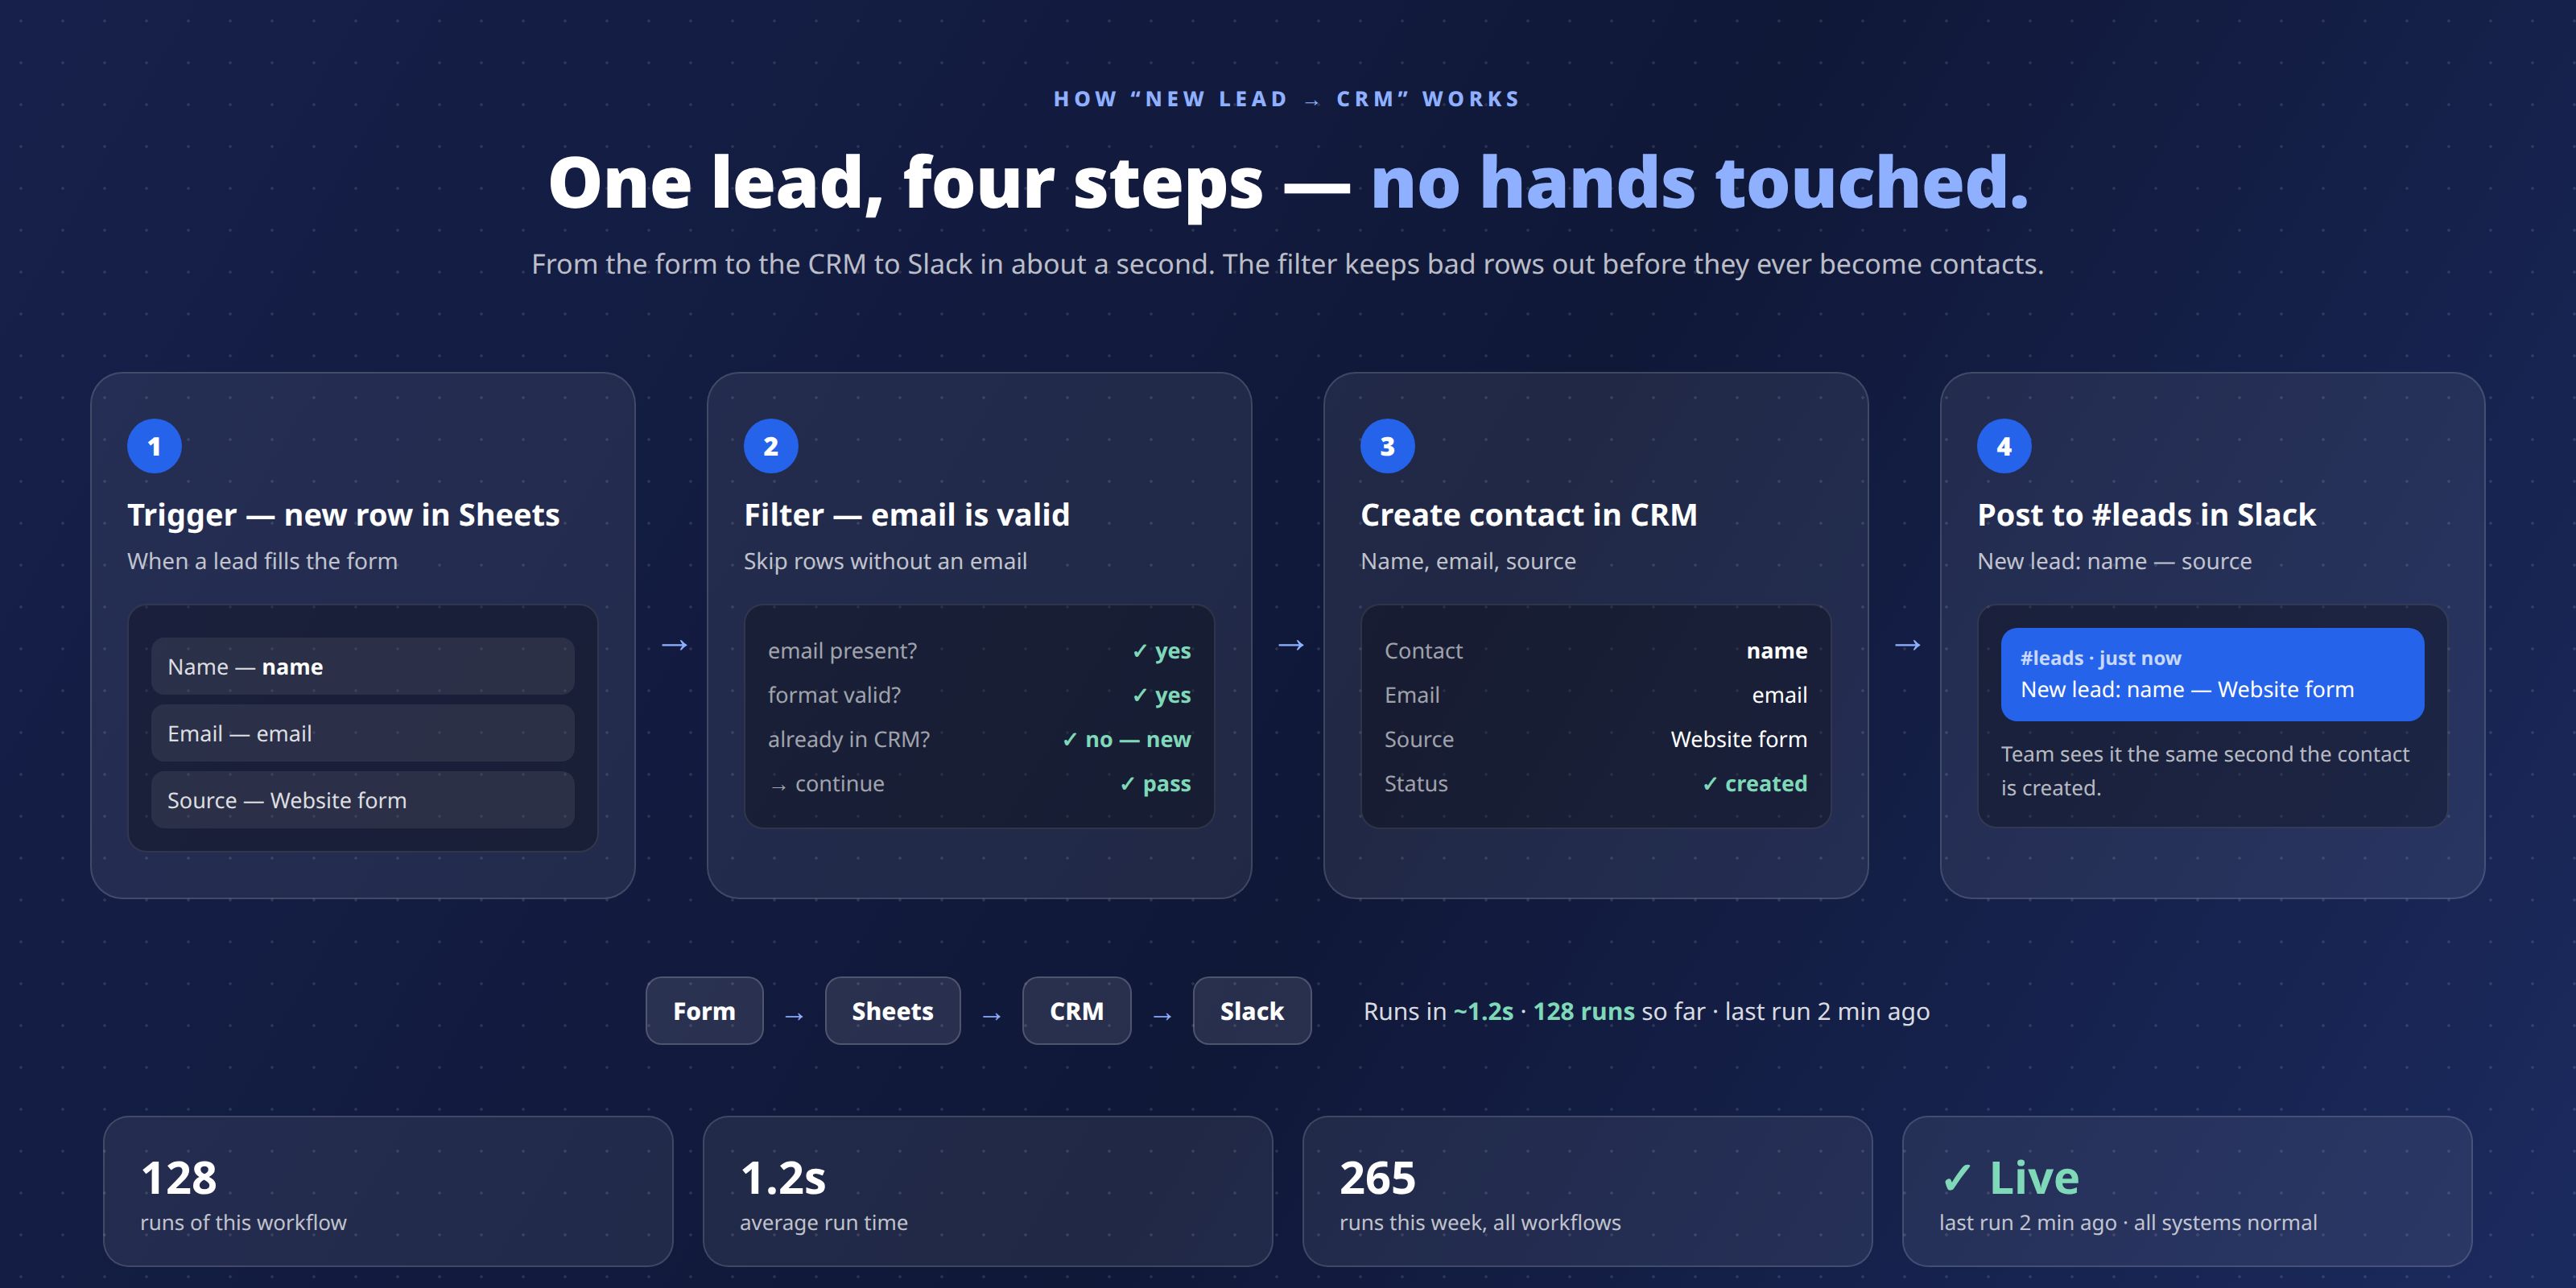 HOW “NEW LEAD → CRM” WORKS
One lead, four steps — no hands touched.
From the form to the CRM to Slack in about a second. The filter keeps bad rows out before they ever become contacts.
1
Trigger — new row in Sheets
When a lead fills the form
Name — name
Email — email
Source — Website form
→
2
Filter — email is valid
Skip rows without an email
email present? ✓ yes
format valid? ✓ yes
already in CRM? ✓ no — new
→ continue ✓ pass
→
3
Create contact in CRM
Name, email, source
Contact name
Email email
Source Website form
Status ✓ created
→
4
Post to #leads in Slack
New lead: name — source
#leads · just now
New lead: name — Website form
Team sees it the same second the contact
is created.
Form → Sheets → CRM → Slack Runs in ~1.2s · 128 runs so far · last run 2 min ago
128
runs of this workflow
1.2s
average run time
265
runs this week, all workflows
✓ Live
last run 2 min ago · all systems normal